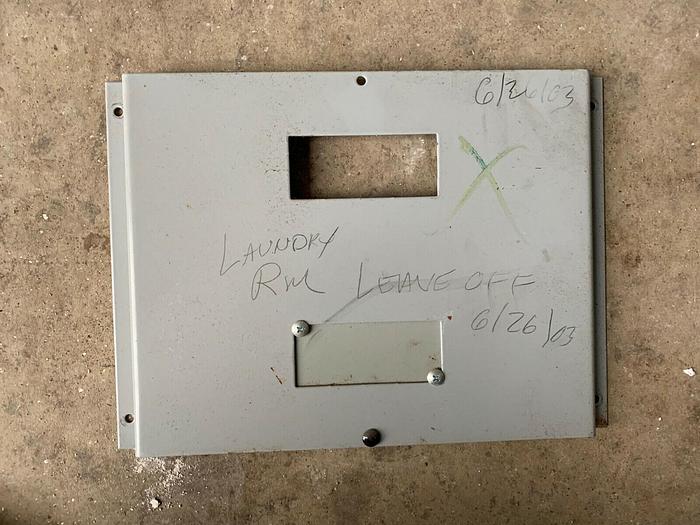 6/26/03
X
LAUNDRY
RM LEAVE OFF
6/26/03